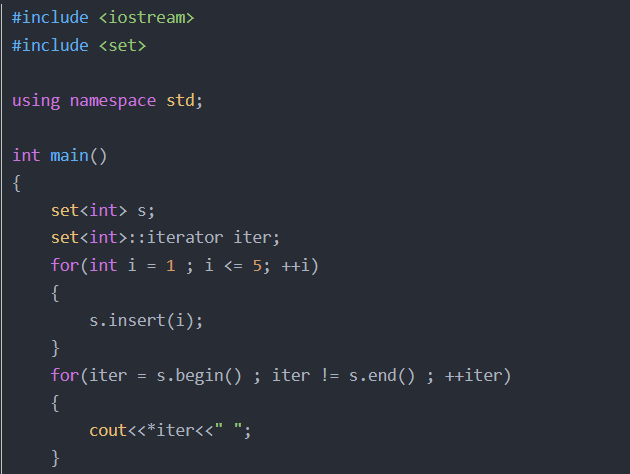 #include <iostream>
#include <set>
using namespace std;
int main()
{
set<int> s;
set<int>::iterator iter;
for(int i = 1 ; i <= 5; ++i)
{
s.insert(i);
}
for(iter = s.begin() ; iter != s.end() ; ++iter)
{
cout<<*iter<<" ";
}